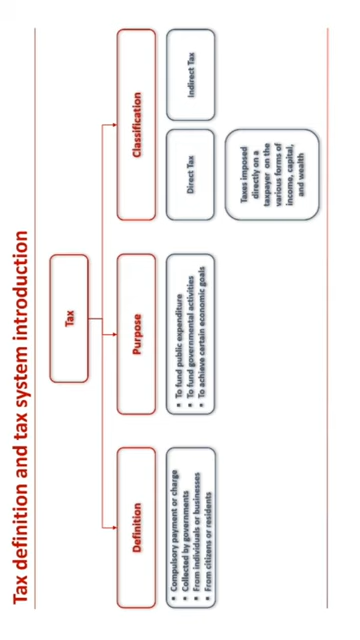 Tax definition and tax system introduction
Tax
Definition
Purpose
Classification
• Compulsory payment or charge
• Collected by governments
• From individuals or businesses
• From citizens or residents
• To fund public expenditure
• To fund governmental activities
• To achieve certain economic goals
Direct Tax
Indirect Tax
Taxes imposed
directly on a
taxpayer on the
various forms of
income, capital,
and wealth